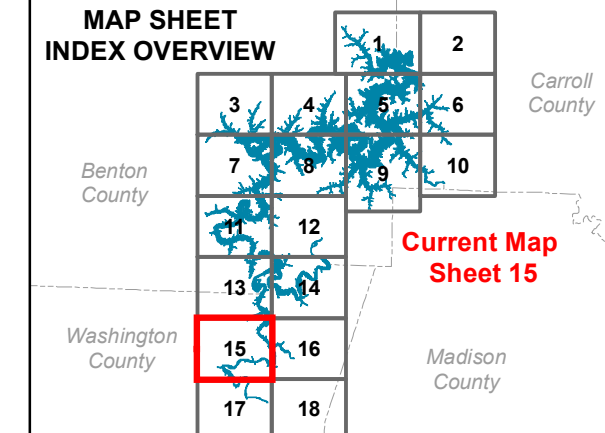 MAP SHEET
INDEX OVERVIEW
1
2
Carroll
County
3
4
5
6
Benton
County
7
8
9
10
11
12
Current Map
Sheet 15
13
14
Washington
County
15
16
Madison
County
17
18